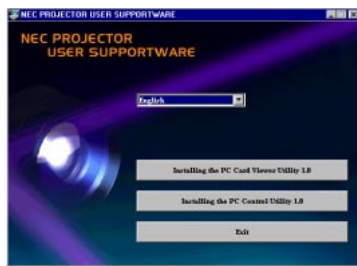 NEC PROJECTOR USER SUPPORTWARE
NEC PROJECTOR
USER SUPPORTWARE
English
Installing the PC Card Viewer Utility 1.0
Installing the PC Control Utility 1.0
Exit